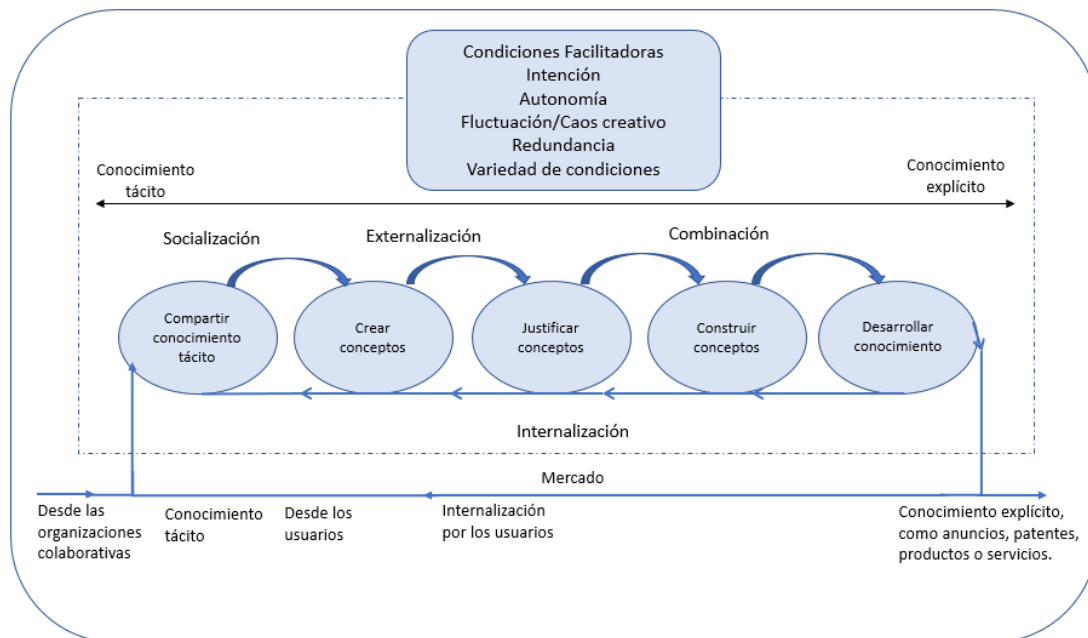 Condiciones Facilitadoras
Intención
Autonomía
Fluctuación/Caos creativo
Redundancia
Variedad de condiciones
Conocimiento
tácito
Conocimiento
explícito
Socialización
Externalización
Combinación
Compartir
conocimiento
tácito
Crear
conceptos
Justificar
conceptos
Construir
conceptos
Desarrollar
conocimiento
Internalización
Mercado
Desde las
organizaciones
colaborativas
Conocimiento
tácito
Desde los
usuarios
Internalización
por los usuarios
Conocimiento explícito,
como anuncios, patentes,
productos o servicios.